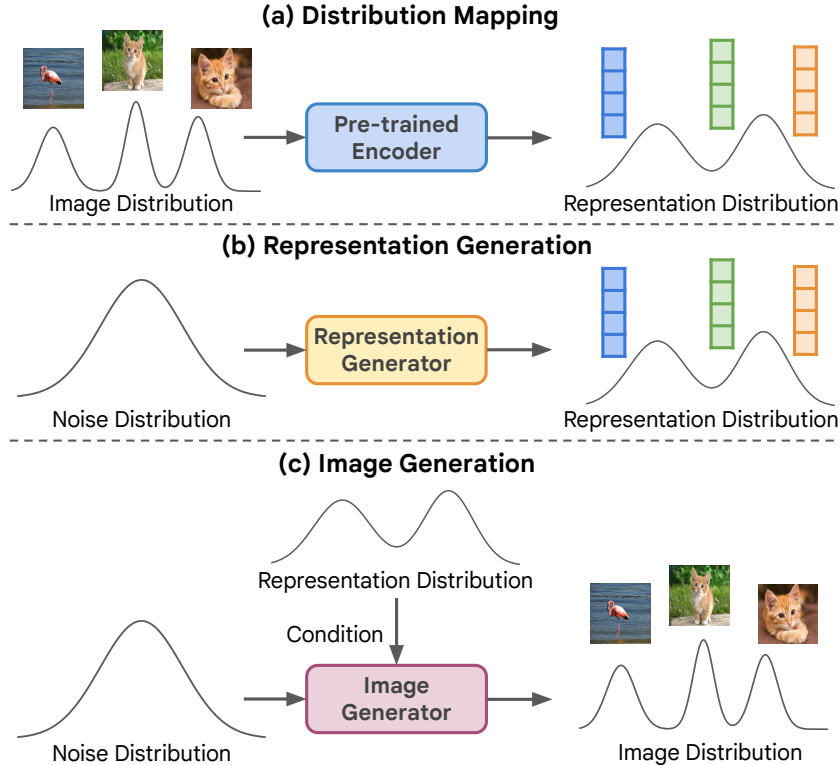 (a) Distribution Mapping
Pre-trained
Encoder
Image Distribution
Representation Distribution
(b) Representation Generation
Representation
Generator
Noise Distribution
Representation Distribution
(c) Image Generation
Representation Distribution
Condition
Image
Generator
Noise Distribution
Image Distribution